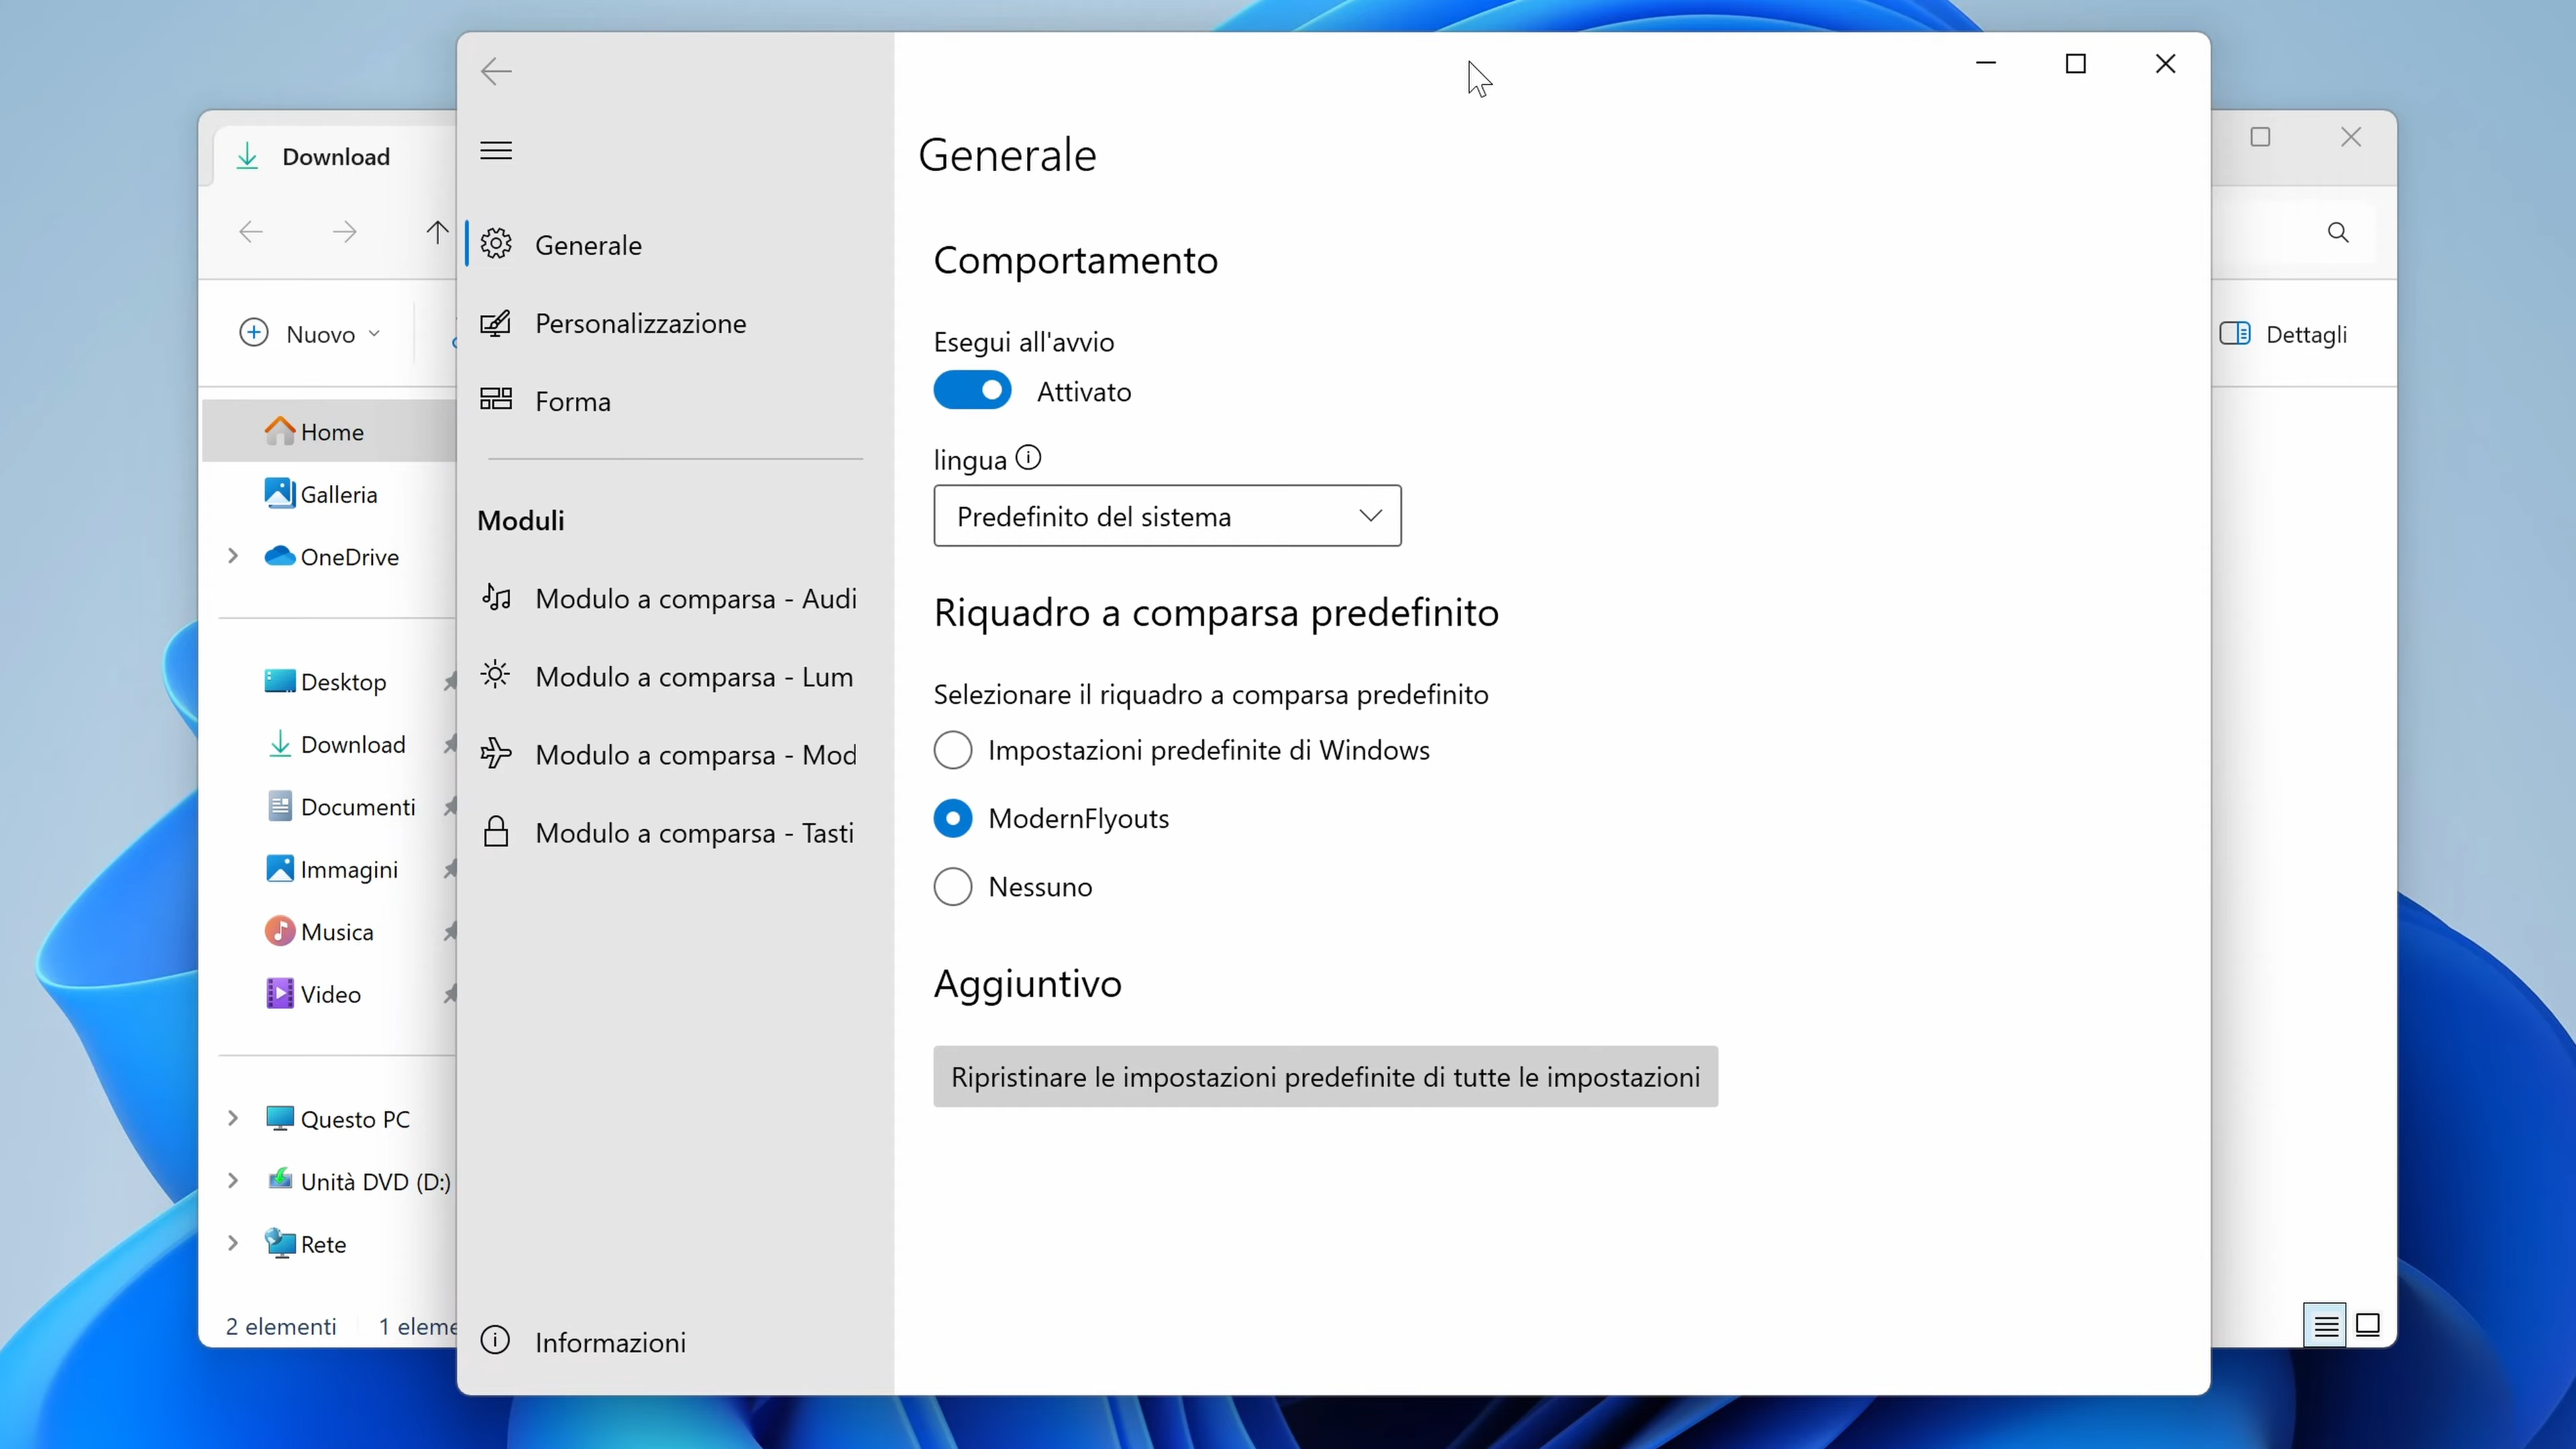 Download
Nuovo
Home
Galleria
OneDrive
Desktop
Download
Documenti
Immagini
Musica
Video
Questo PC
Unità DVD (D:)
Rete
2 elementi
1 eleme
Generale
Personalizzazione
Forma
Moduli
Modulo a comparsa - Audi
Modulo a comparsa - Lum
Modulo a comparsa - Mod
Modulo a comparsa - Tasti
Informazioni
Generale
Comportamento
Esegui all'avvio
Attivato
lingua
Predefinito del sistema
Riquadro a comparsa predefinito
Selezionare il riquadro a comparsa predefinito
Impostazioni predefinite di Windows
ModernFlyouts
Nessuno
Aggiuntivo
Ripristinare le impostazioni predefinite di tutte le impostazioni
Dettagli